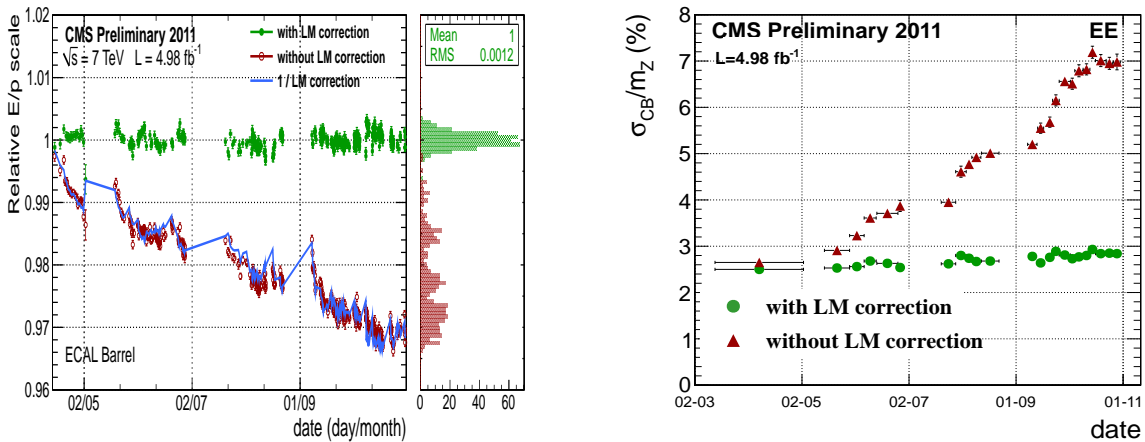 CMS Preliminary 2011
√s = 7 TeV L = 4.98 fb⁻¹
with LM correction
without LM correction
1 / LM correction
ECAL Barrel
Relative E/p scale
1.02
1.01
1
0.99
0.98
0.97
0.96
02/05
02/07
01/09
date (day/month)
Mean 1
RMS 0.0012
0 20 40 60
CMS Preliminary 2011
EE
L=4.98 fb⁻¹
σCB/mZ (%)
8
7
6
5
4
3
2
1
0
with LM correction
without LM correction
02-03 02-05 02-07 01-09 01-11
date